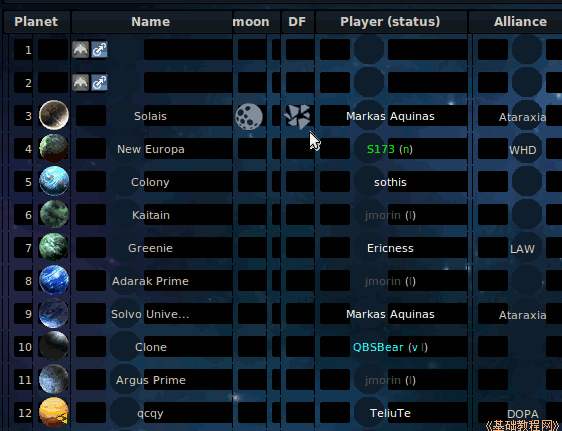 Planet Name moon DF Player (status) Alliance
1
2
3 Solais Markas Aquinas Ataraxia
4 New Europa S173 (n) WHD
5 Colony sothis
6 Kaitain jmorin (i)
7 Greenie Ericness LAW
8 Adarak Prime jmorin (i)
9 Solvo Unive... Markas Aquinas Ataraxia
10 Clone QBSBear (v i)
11 Argus Prime jmorin (i)
12 qcqy TeliuTe DOPA
《基础教程网》